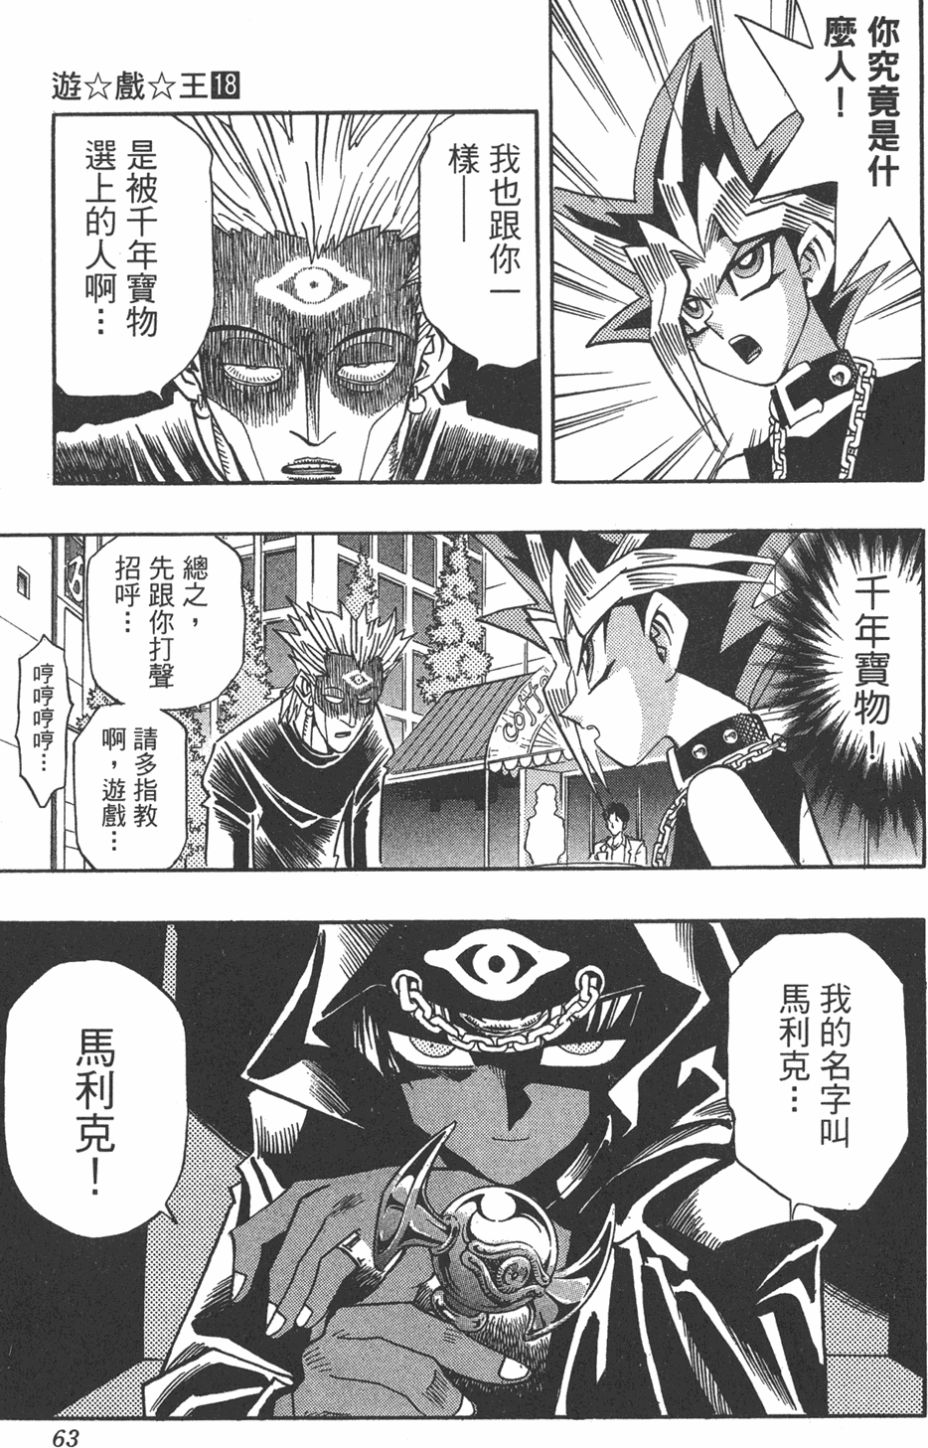 遊☆戲☆王18
你究竟是什
麼人！
我也跟你一
樣──
是被千年寶物
選上的人啊…
千年寶物！
coffee
總之，
先跟你打聲
招呼…
請多指教
啊，遊戲…
哼哼哼哼…
我的名字叫
馬利克…
馬利克！
63